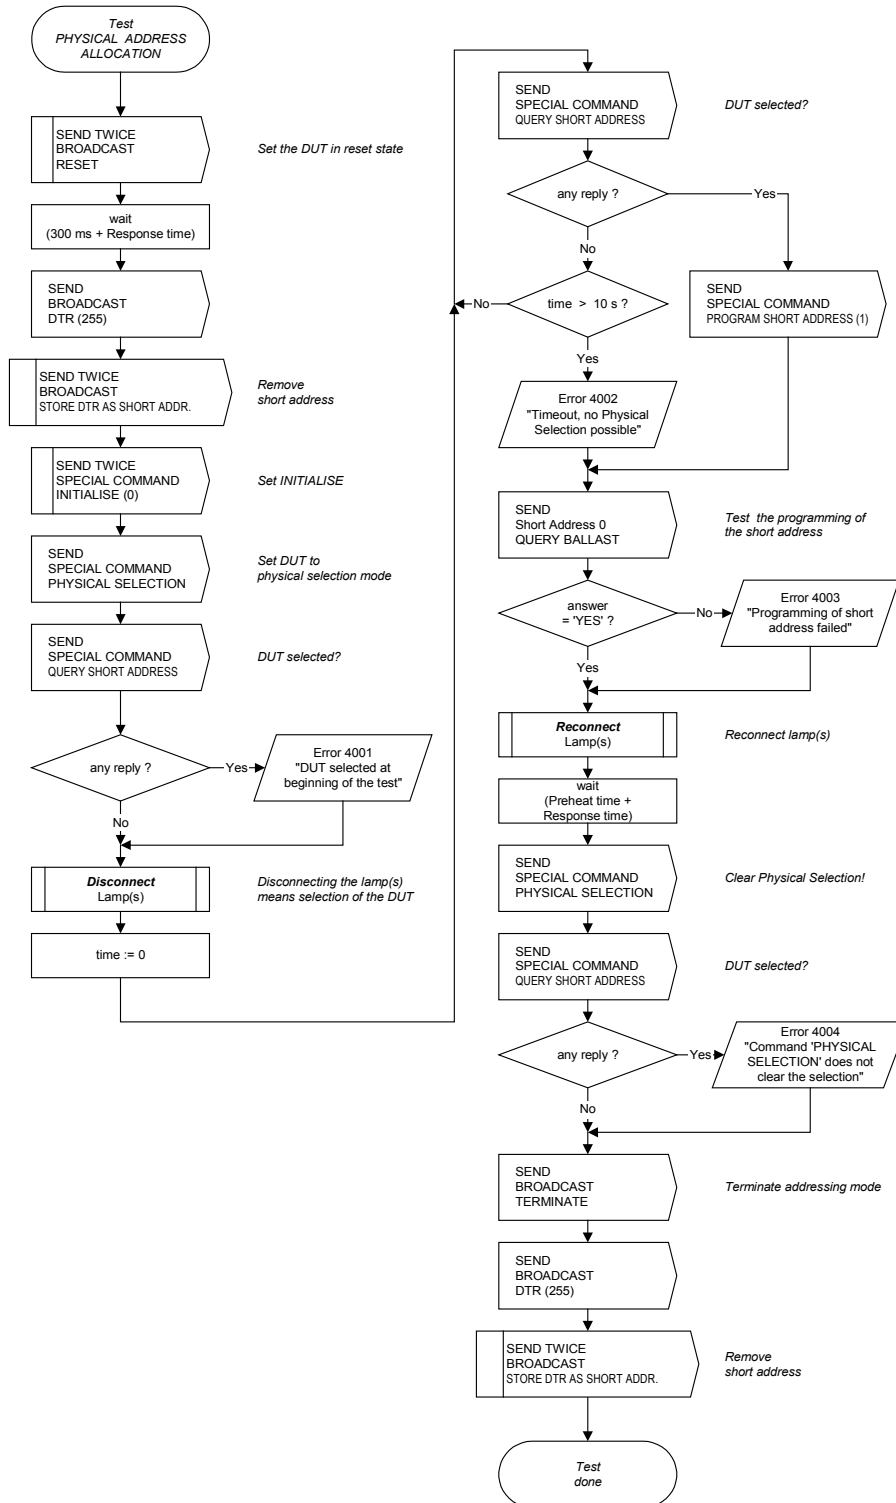 Test
PHYSICAL ADDRESS
ALLOCATION
SEND TWICE
BROADCAST
RESET
Set the DUT in reset state
wait
(300 ms + Response time)
SEND
BROADCAST
DTR (255)
SEND TWICE
BROADCAST
STORE DTR AS SHORT ADDR.
Remove
short address
SEND TWICE
SPECIAL COMMAND
INITIALISE (0)
Set INITIALISE
SEND
SPECIAL COMMAND
PHYSICAL SELECTION
Set DUT to
physical selection mode
SEND
SPECIAL COMMAND
QUERY SHORT ADDRESS
DUT selected?
any reply ?
Yes
Error 4001
"DUT selected at
beginning of the test"
No
Disconnect
Lamp(s)
Disconnecting the lamp(s)
means selection of the DUT
time := 0
SEND
SPECIAL COMMAND
QUERY SHORT ADDRESS
DUT selected?
any reply ?
Yes
No
SEND
SPECIAL COMMAND
PROGRAM SHORT ADDRESS (1)
time > 10 s ?
No
Yes
Error 4002
"Timeout, no Physical
Selection possible"
SEND
Short Address 0
QUERY BALLAST
Test the programming of
the short address
answer
= 'YES' ?
No
Error 4003
"Programming of short
address failed"
Yes
Reconnect
Lamp(s)
Reconnect lamp(s)
wait
(Preheat time +
Response time)
SEND
SPECIAL COMMAND
PHYSICAL SELECTION
Clear Physical Selection!
SEND
SPECIAL COMMAND
QUERY SHORT ADDRESS
DUT selected?
any reply ?
Yes
Error 4004
"Command 'PHYSICAL
SELECTION' does not
clear the selection"
No
SEND
BROADCAST
TERMINATE
Terminate addressing mode
SEND
BROADCAST
DTR (255)
SEND TWICE
BROADCAST
STORE DTR AS SHORT ADDR.
Remove
short address
Test
done